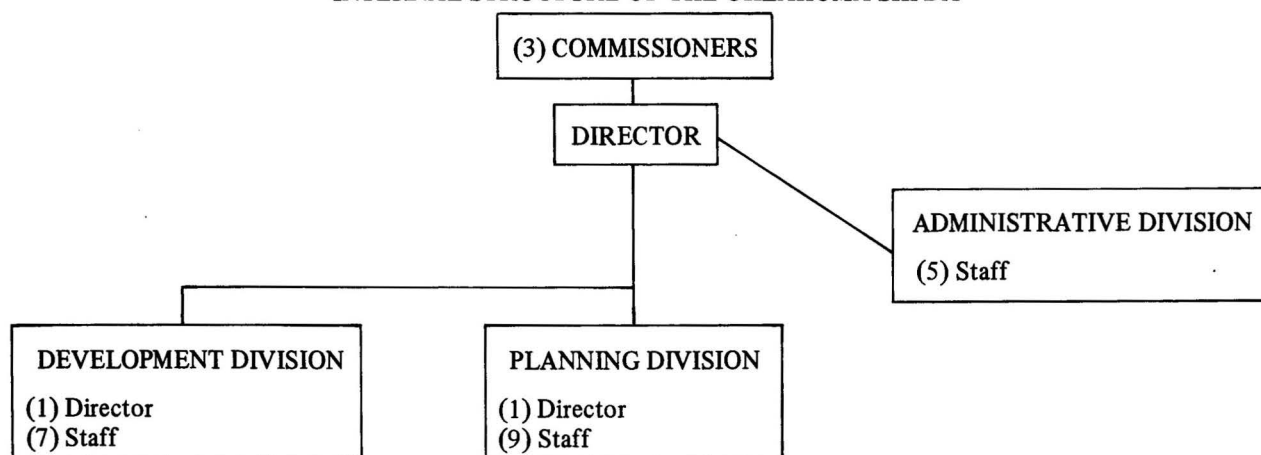 (3) COMMISSIONERS
DIRECTOR
ADMINISTRATIVE DIVISION
(5) Staff
DEVELOPMENT DIVISION
(1) Director
(7) Staff
PLANNING DIVISION
(1) Director
(9) Staff